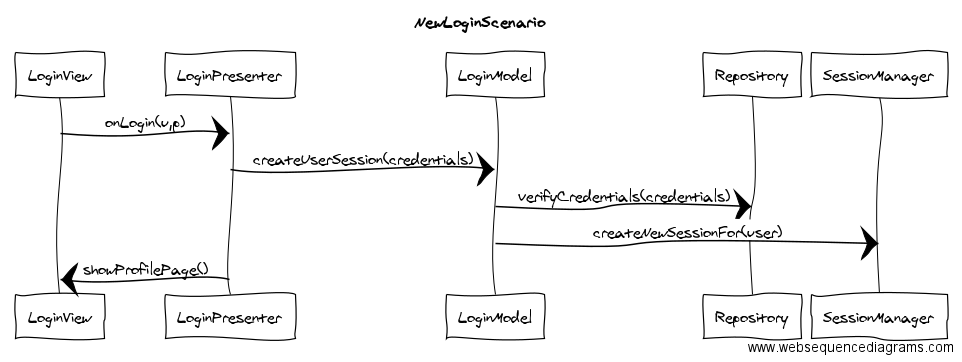 NewLoginScenario
LoginView LoginPresenter LoginModel Repository SessionManager
onLogin(u,p)
createUserSession(credentials)
verifyCredentials(credentials)
createNewSessionFor(user)
showProfilePage()
LoginView LoginPresenter LoginModel Repository SessionManager
www.websequencediagrams.com